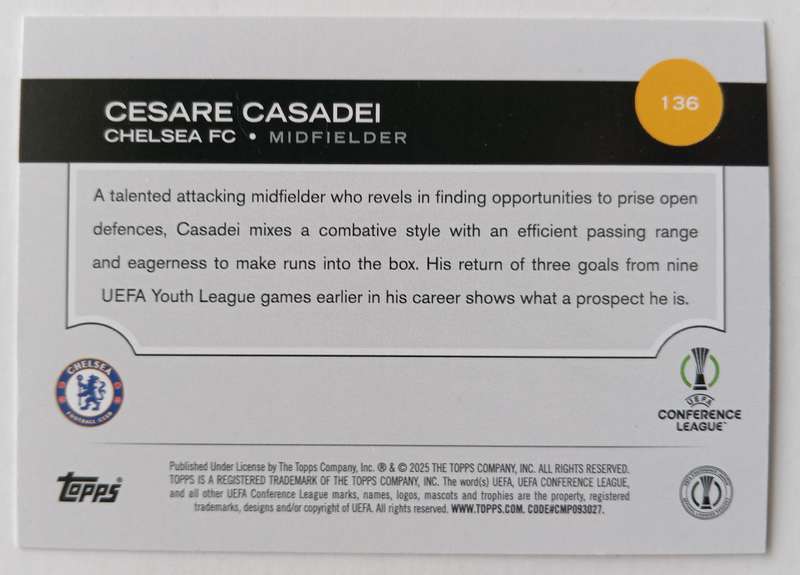 CESARE CASADEI
CHELSEA FC • MIDFIELDER
136
A talented attacking midfielder who revels in finding opportunities to prise open
defences, Casadei mixes a combative style with an efficient passing range
and eagerness to make runs into the box. His return of three goals from nine
UEFA Youth League games earlier in his career shows what a prospect he is.
CHELSEA
FOOTBALL CLUB
UEFA
CONFERENCE
LEAGUE
Topps
Published Under License by The Topps Company, Inc. ® & © 2025 THE TOPPS COMPANY, INC. ALL RIGHTS RESERVED.
TOPPS IS A REGISTERED TRADEMARK OF THE TOPPS COMPANY, INC. The word(s) UEFA, UEFA CONFERENCE LEAGUE,
and all other UEFA Conference League marks, names, logos, mascots and trophies are the property, registered
trademarks, designs and/or copyright of UEFA. All rights reserved. WWW.TOPPS.COM. CODE#CMP093027.